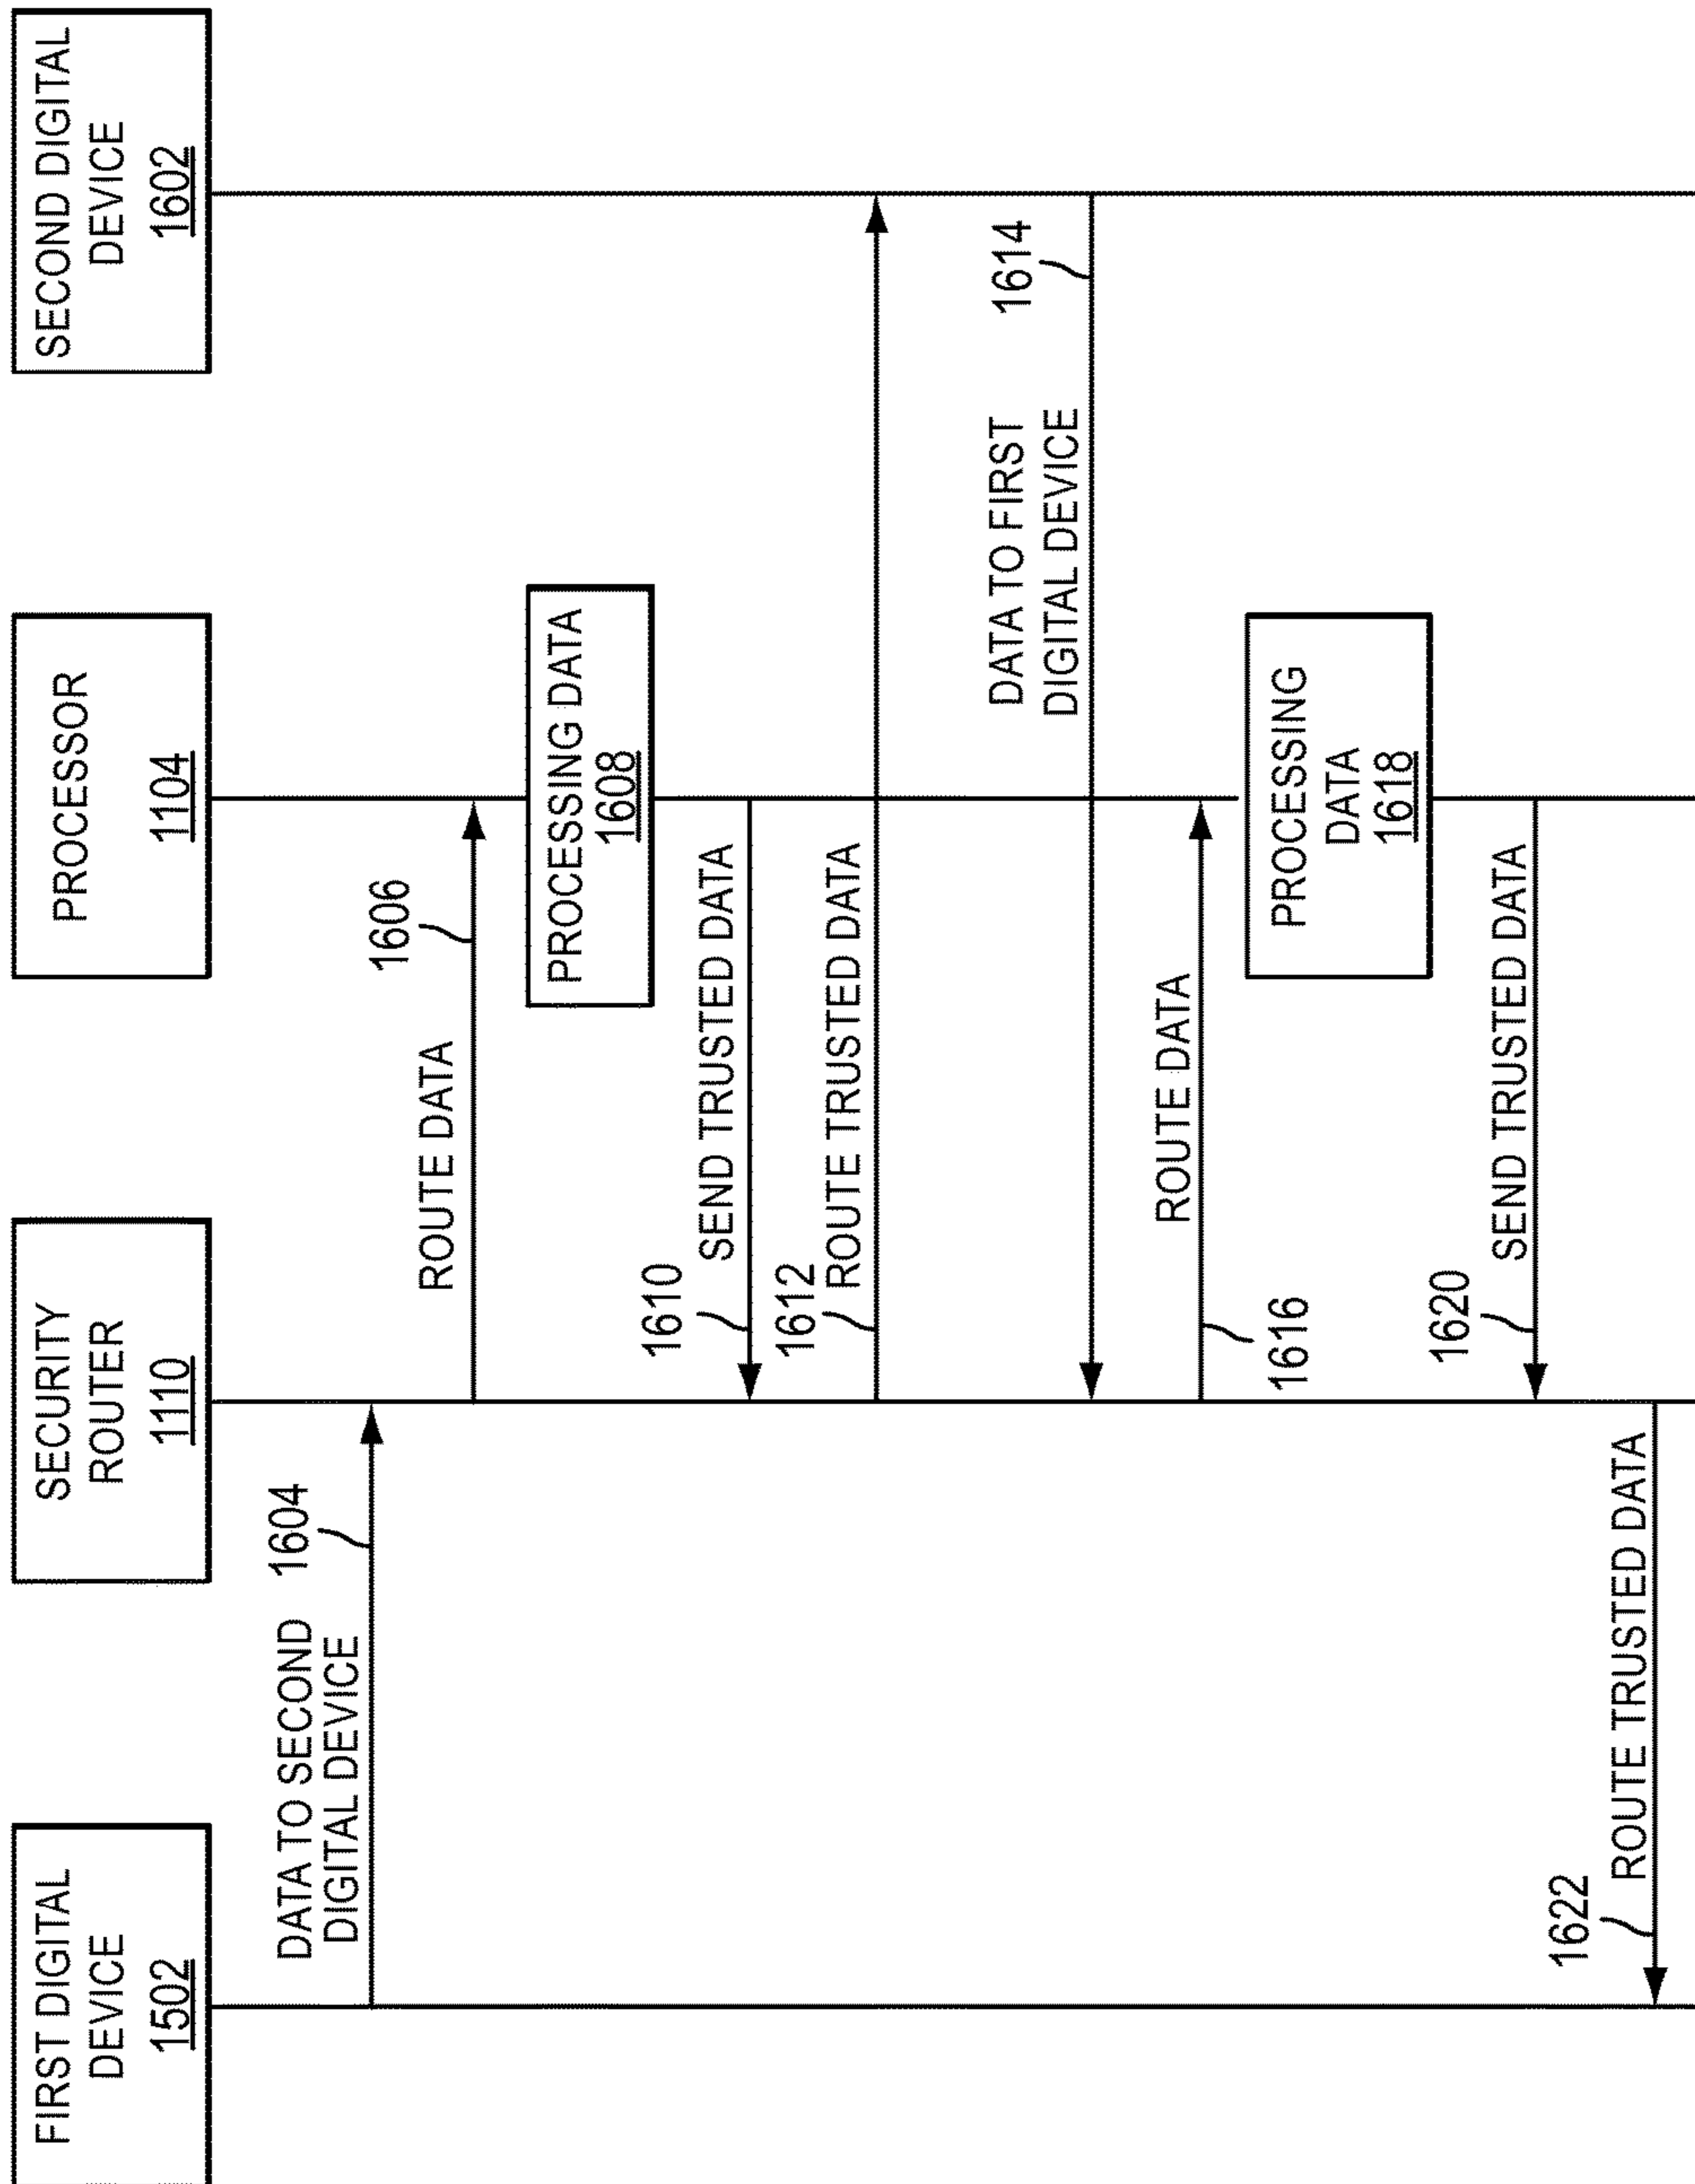 FIRST DIGITAL
DEVICE
1502
SECURITY
ROUTER
1110
PROCESSOR
1104
SECOND DIGITAL
DEVICE
1602
DATA TO SECOND
DIGITAL DEVICE
1604
ROUTE DATA
1606
PROCESSING DATA
1608
1610
SEND TRUSTED DATA
1612
ROUTE TRUSTED DATA
DATA TO FIRST
DIGITAL DEVICE
1614
ROUTE DATA
1616
PROCESSING
DATA
1618
1620
SEND TRUSTED DATA
1622
ROUTE TRUSTED DATA